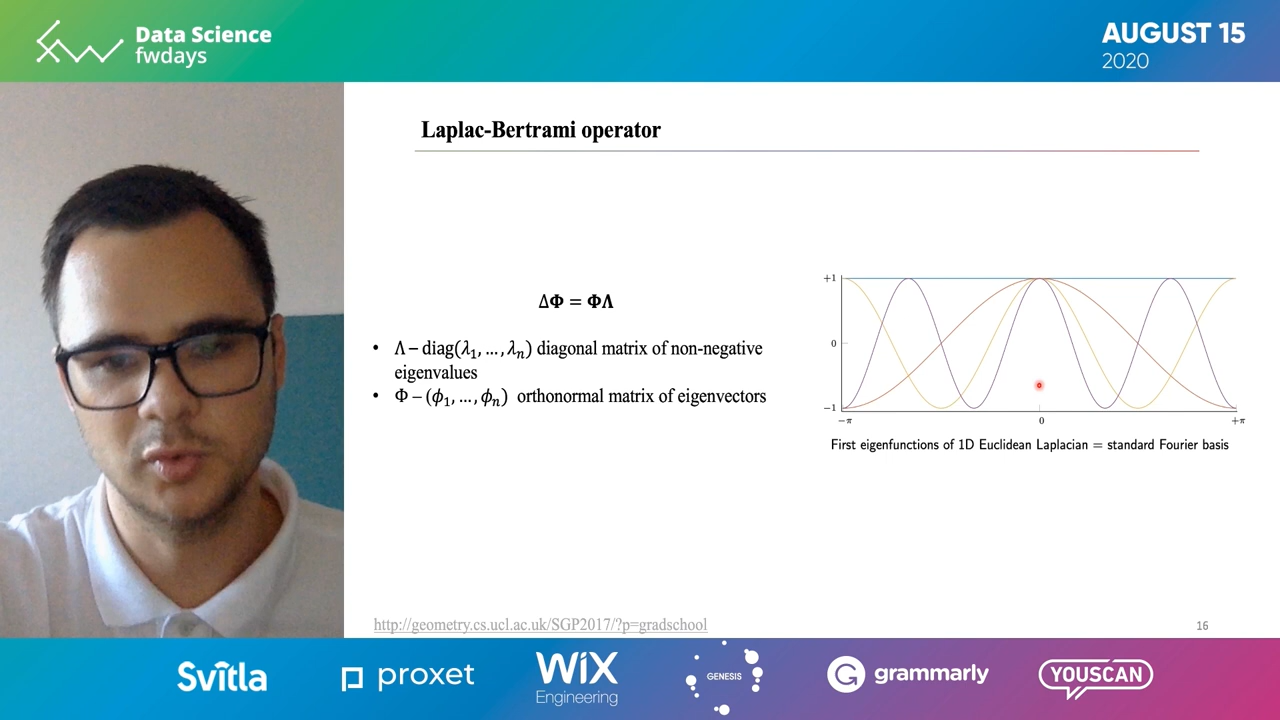 Data Science
fwdays
AUGUST 15
2020
Laplac-Bertrami operator
ΔΦ = ΦΛ
• Λ – diag(λ₁, … , λₙ) diagonal matrix of non-negative
eigenvalues
• Φ – (ϕ₁, … , ϕₙ) orthonormal matrix of eigenvectors
+1
0
−1
−π
0
+π
First eigenfunctions of 1D Euclidean Laplacian = standard Fourier basis
http://geometry.cs.ucl.ac.uk/SGP2017/?p=gradschool
16
Svitla
proxet
WiX
Engineering
GENESIS
grammarly
YOUSCAN